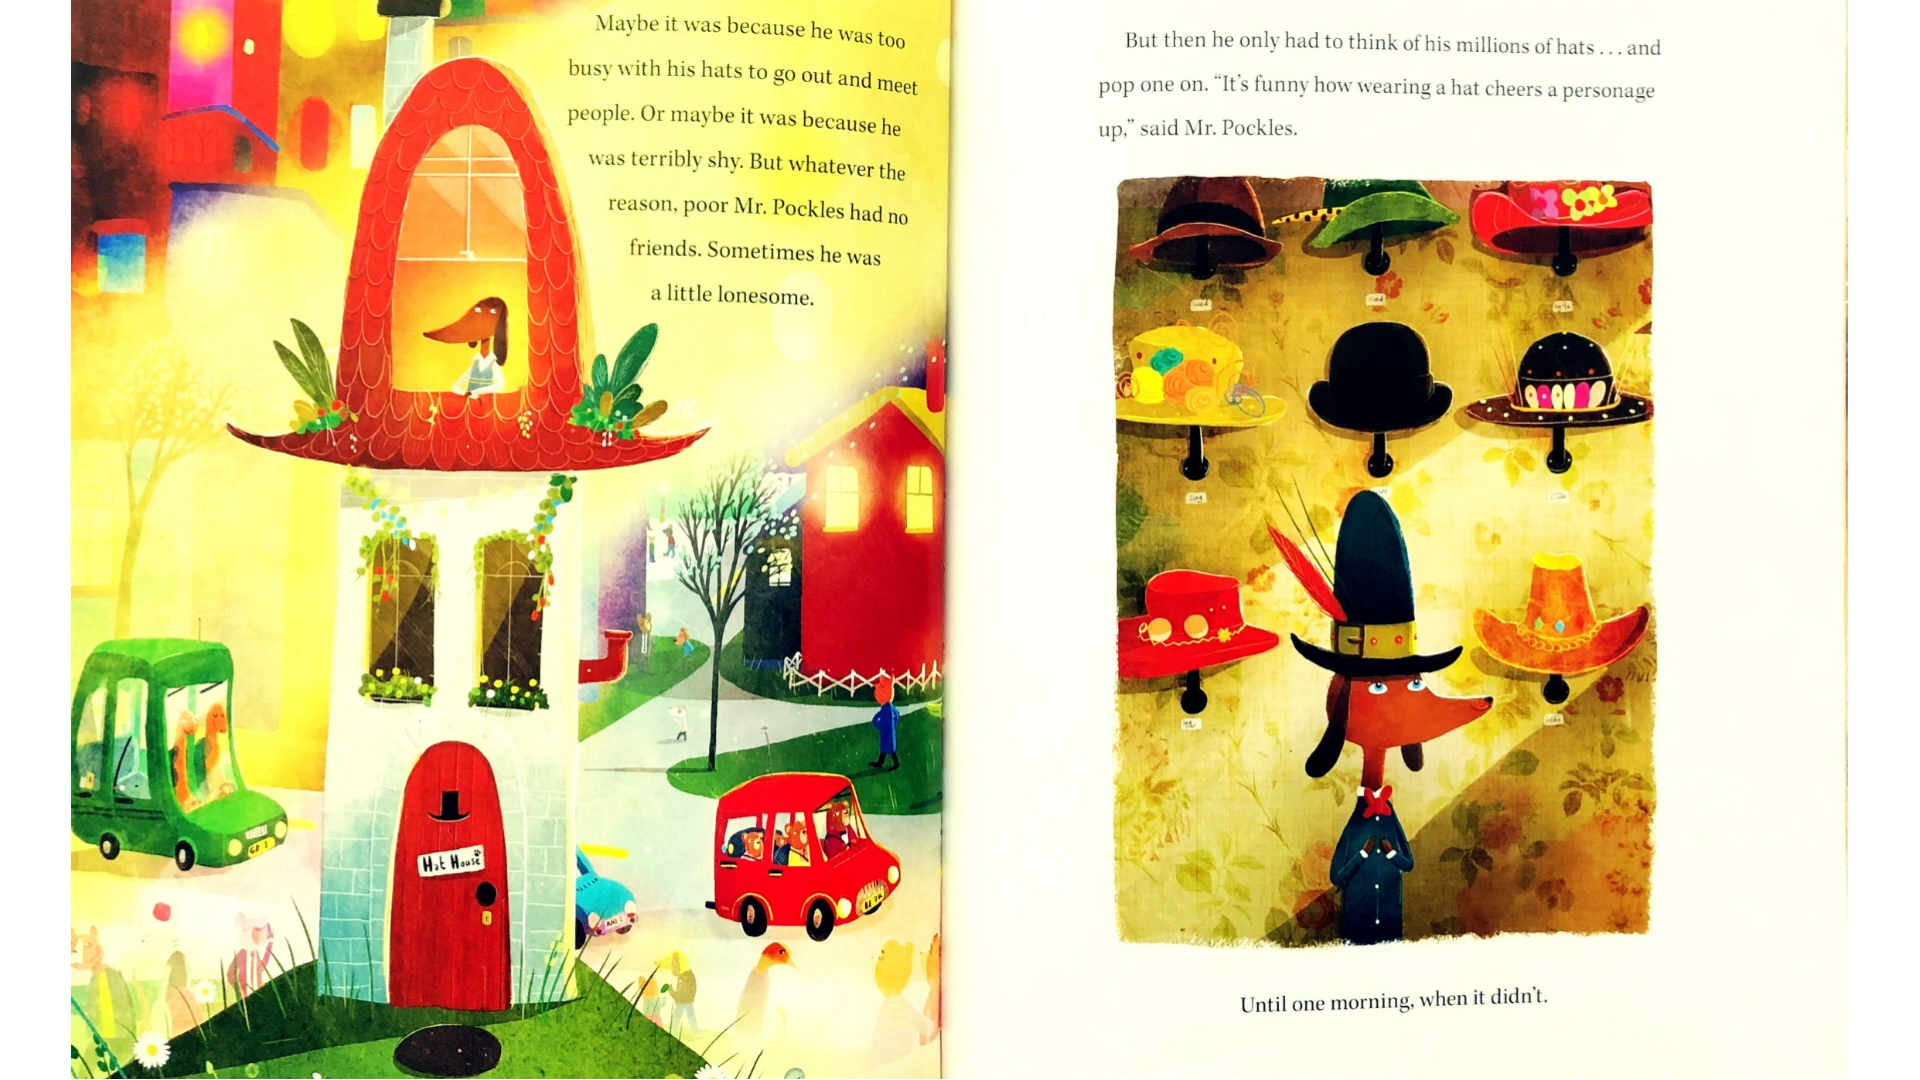 Maybe it was because he was too
busy with his hats to go out and meet
people. Or maybe it was because he
was terribly shy. But whatever the
reason, poor Mr. Pockles had no
friends. Sometimes he was
a little lonesome.
Hat House
But then he only had to think of his millions of hats . . . and
pop one on. “It’s funny how wearing a hat cheers a personage
up,” said Mr. Pockles.
Until one morning, when it didn’t.